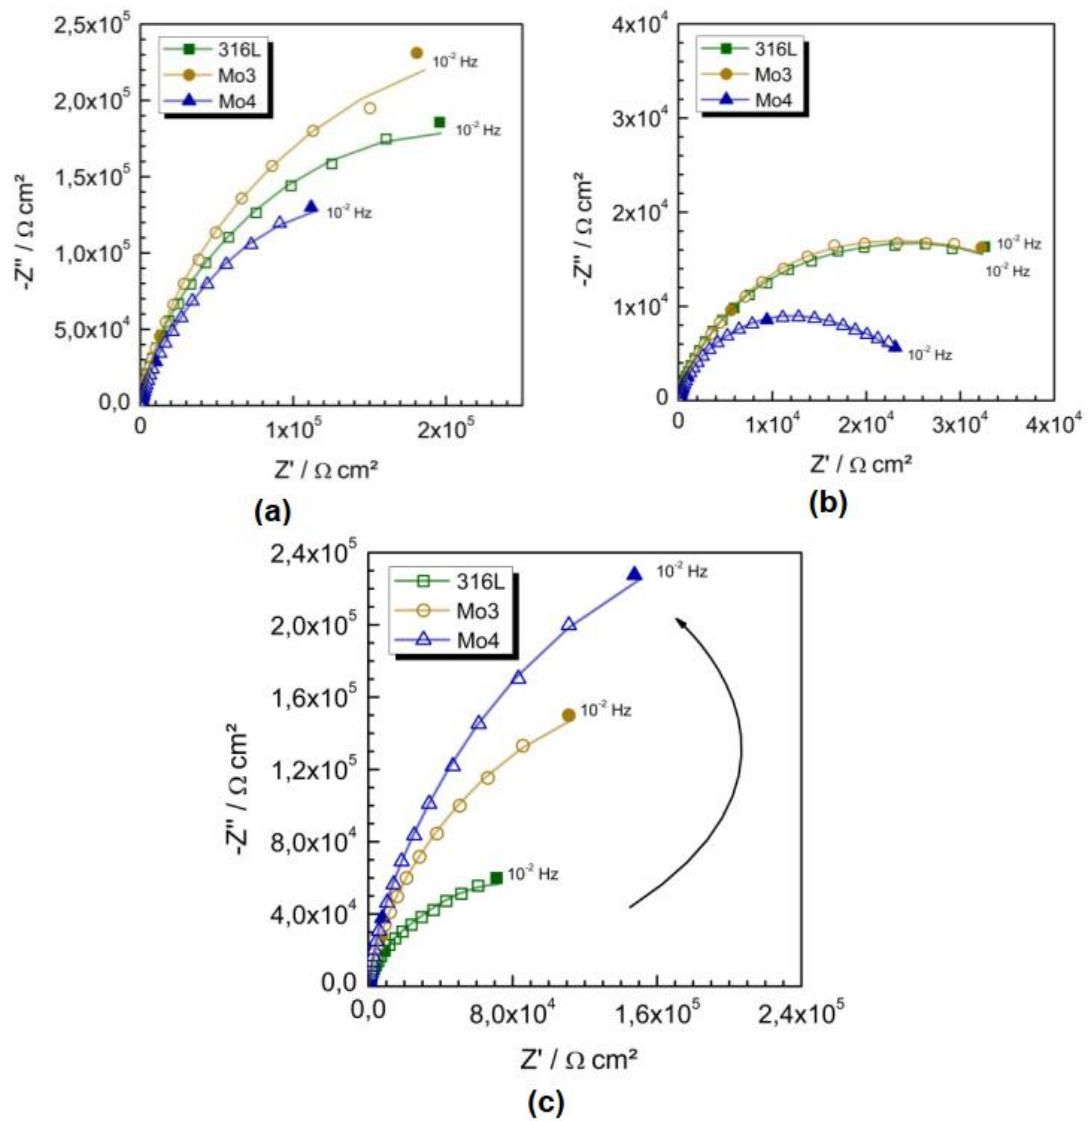 2,5x10⁵
2,0x10⁵
1,5x10⁵
1,0x10⁵
5,0x10⁴
0,0
-Z'' / Ω cm²
316L
Mo3
Mo4
10⁻² Hz
10⁻² Hz
10⁻² Hz
0
1x10⁵
2x10⁵
Z' / Ω cm²
(a)
4x10⁴
3x10⁴
2x10⁴
1x10⁴
0
-Z'' / Ω cm²
316L
Mo3
Mo4
10⁻² Hz
10⁻² Hz
10⁻² Hz
0
1x10⁴
2x10⁴
3x10⁴
4x10⁴
Z' / Ω cm²
(b)
2,4x10⁵
2,0x10⁵
1,6x10⁵
1,2x10⁵
8,0x10⁴
4,0x10⁴
0,0
-Z'' / Ω cm²
316L
Mo3
Mo4
10⁻² Hz
10⁻² Hz
10⁻² Hz
0,0
8,0x10⁴
1,6x10⁵
2,4x10⁵
Z' / Ω cm²
(c)